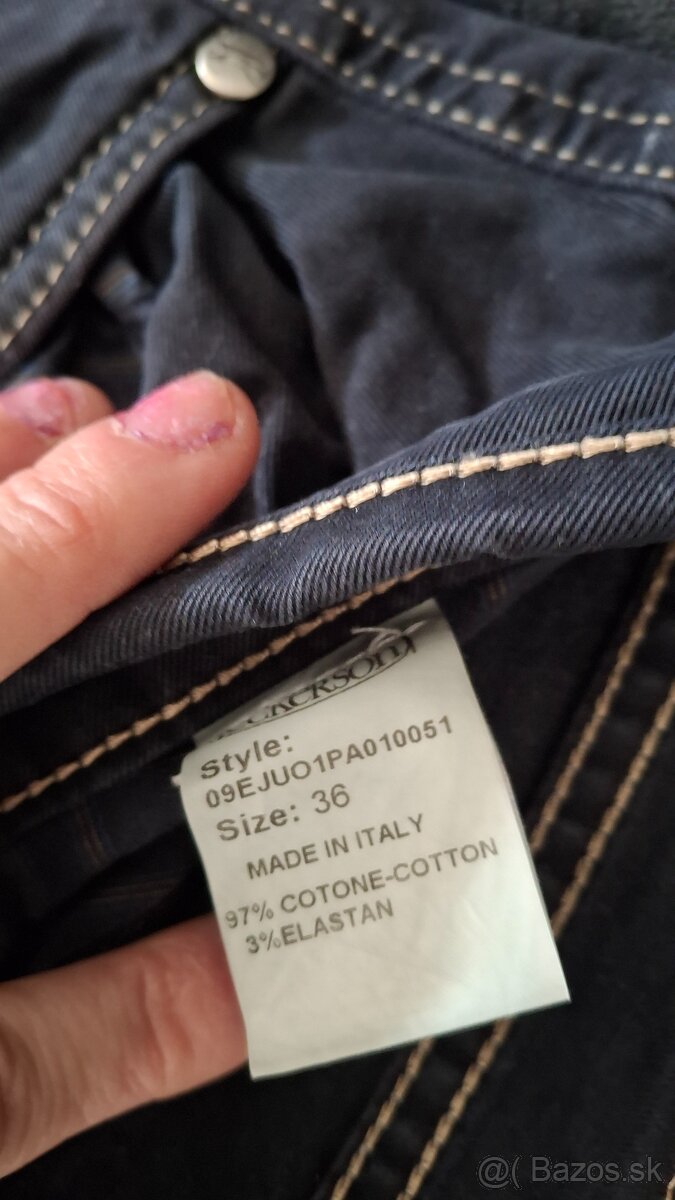 Style:
09EJUO1PA010051
Size: 36
MADE IN ITALY
97% COTONE-COTTON
3%ELASTAN
@( Bazos.sk